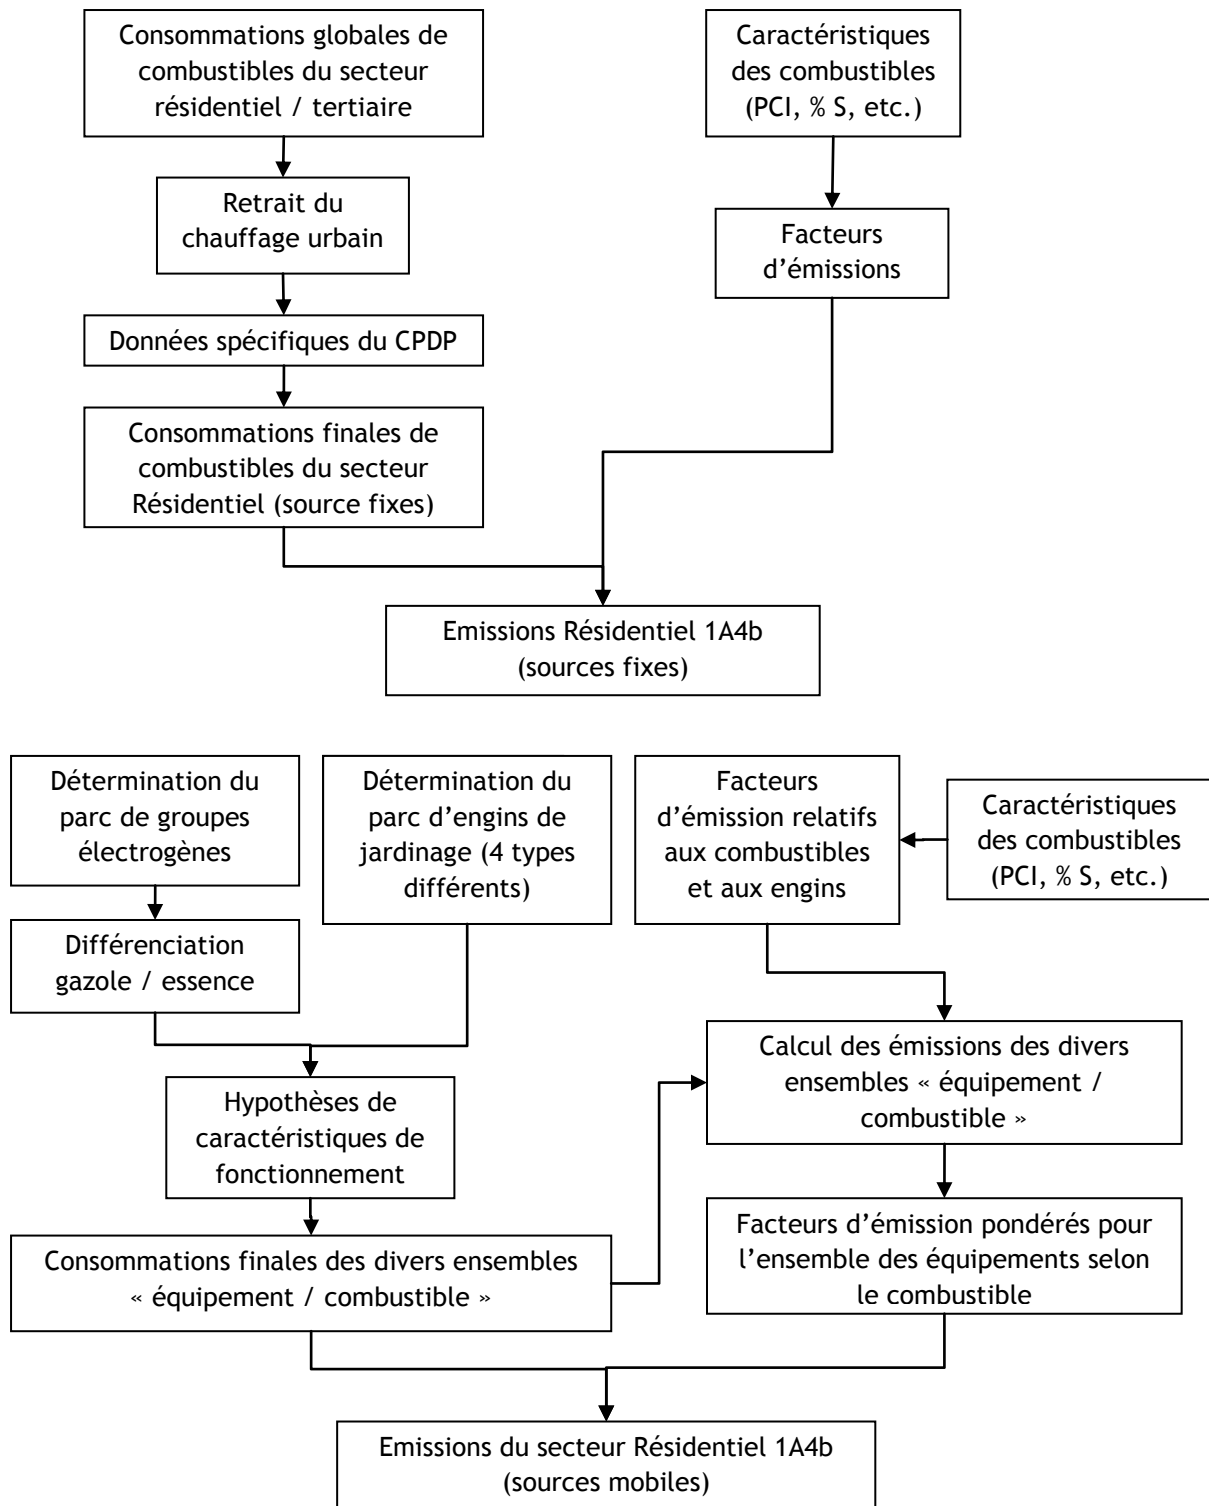 Consommations globales de
combustibles du secteur
résidentiel / tertiaire
Caractéristiques
des combustibles
(PCI, % S, etc.)
Retrait du
chauffage urbain
Facteurs
d’émissions
Données spécifiques du CPDP
Consommations finales de
combustibles du secteur
Résidentiel (source fixes)
Emissions Résidentiel 1A4b
(sources fixes)
Détermination du
parc de groupes
électrogènes
Détermination du
parc d’engins de
jardinage (4 types
différents)
Facteurs
d’émission relatifs
aux combustibles
et aux engins
Caractéristiques
des combustibles
(PCI, % S, etc.)
Différenciation
gazole / essence
Hypothèses de
caractéristiques de
fonctionnement
Calcul des émissions des divers
ensembles « équipement /
combustible »
Consommations finales des divers ensembles
« équipement / combustible »
Facteurs d’émission pondérés pour
l’ensemble des équipements selon
le combustible
Emissions du secteur Résidentiel 1A4b
(sources mobiles)